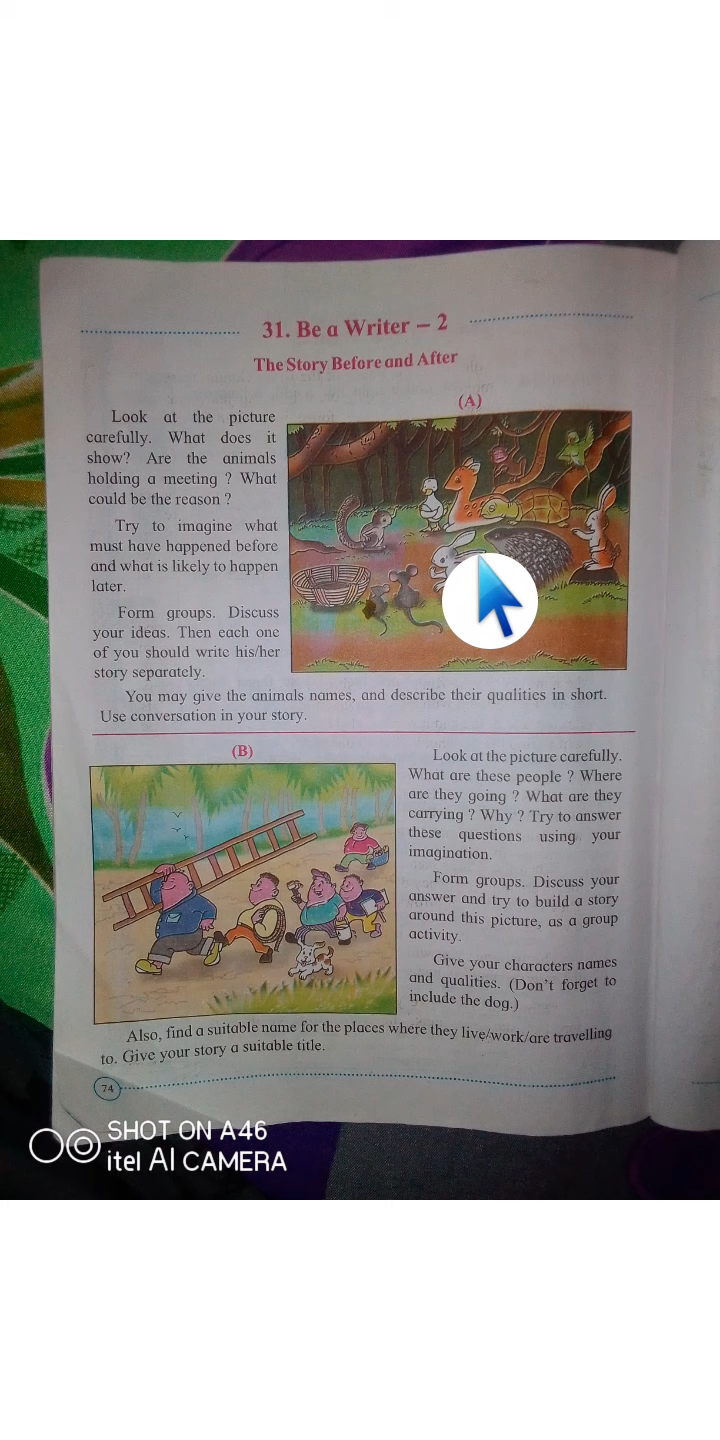 31. Be a Writer – 2
The Story Before and After
(A)
Look at the picture
carefully. What does it
show? Are the animals
holding a meeting ? What
could be the reason ?
Try to imagine what
must have happened before
and what is likely to happen
later.
Form groups. Discuss
your ideas. Then each one
of you should write his/her
story separately.
You may give the animals names, and describe their qualities in short.
Use conversation in your story.
(B)
Look at the picture carefully.
What are these people ? Where
are they going ? What are they
carrying ? Why ? Try to answer
these questions using your
imagination.
Form groups. Discuss your
answer and try to build a story
around this picture, as a group
activity.
Give your characters names
and qualities. (Don't forget to
include the dog.)
Also, find a suitable name for the places where they live/work/are travelling
to. Give your story a suitable title.
74
SHOT ON A46
itel AI CAMERA